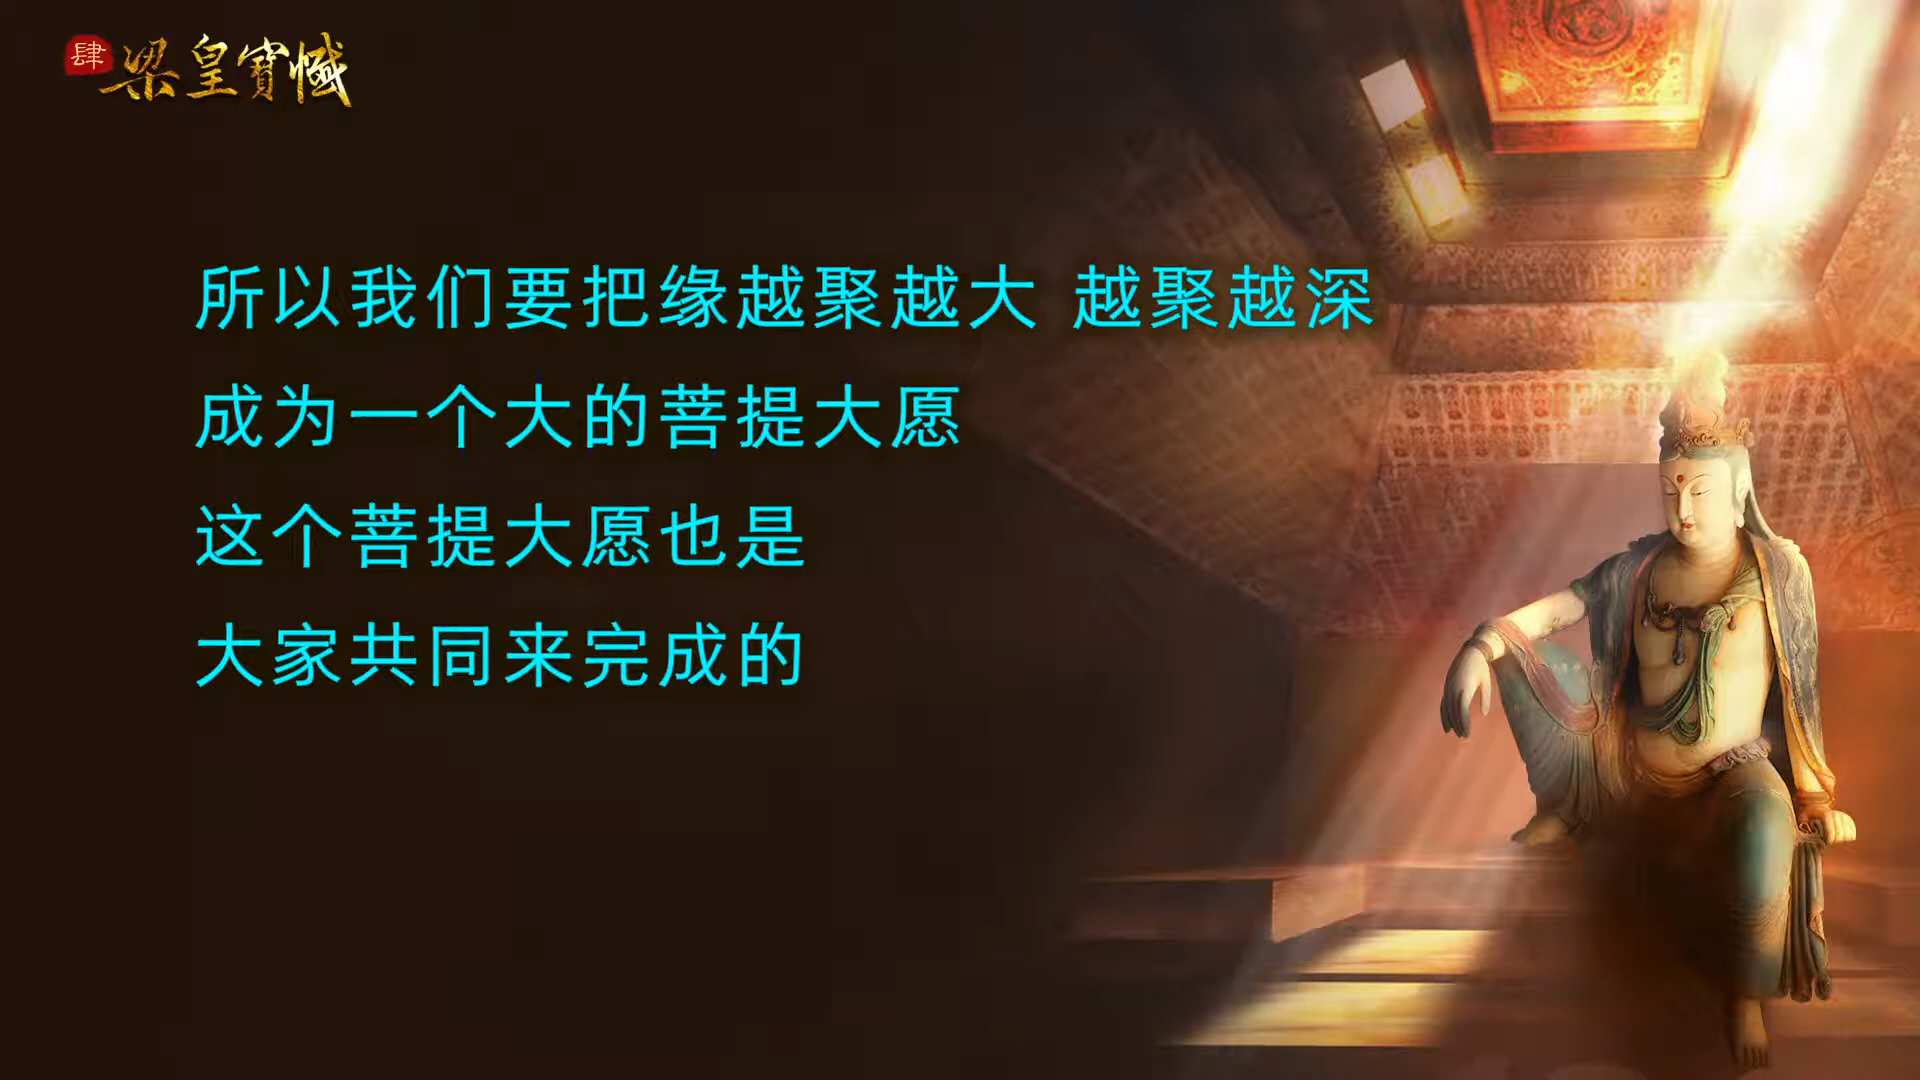 肆 梁皇寶懺
所以我们要把缘越聚越大 越聚越深
成为一个大的菩提大愿
这个菩提大愿也是
大家共同来完成的